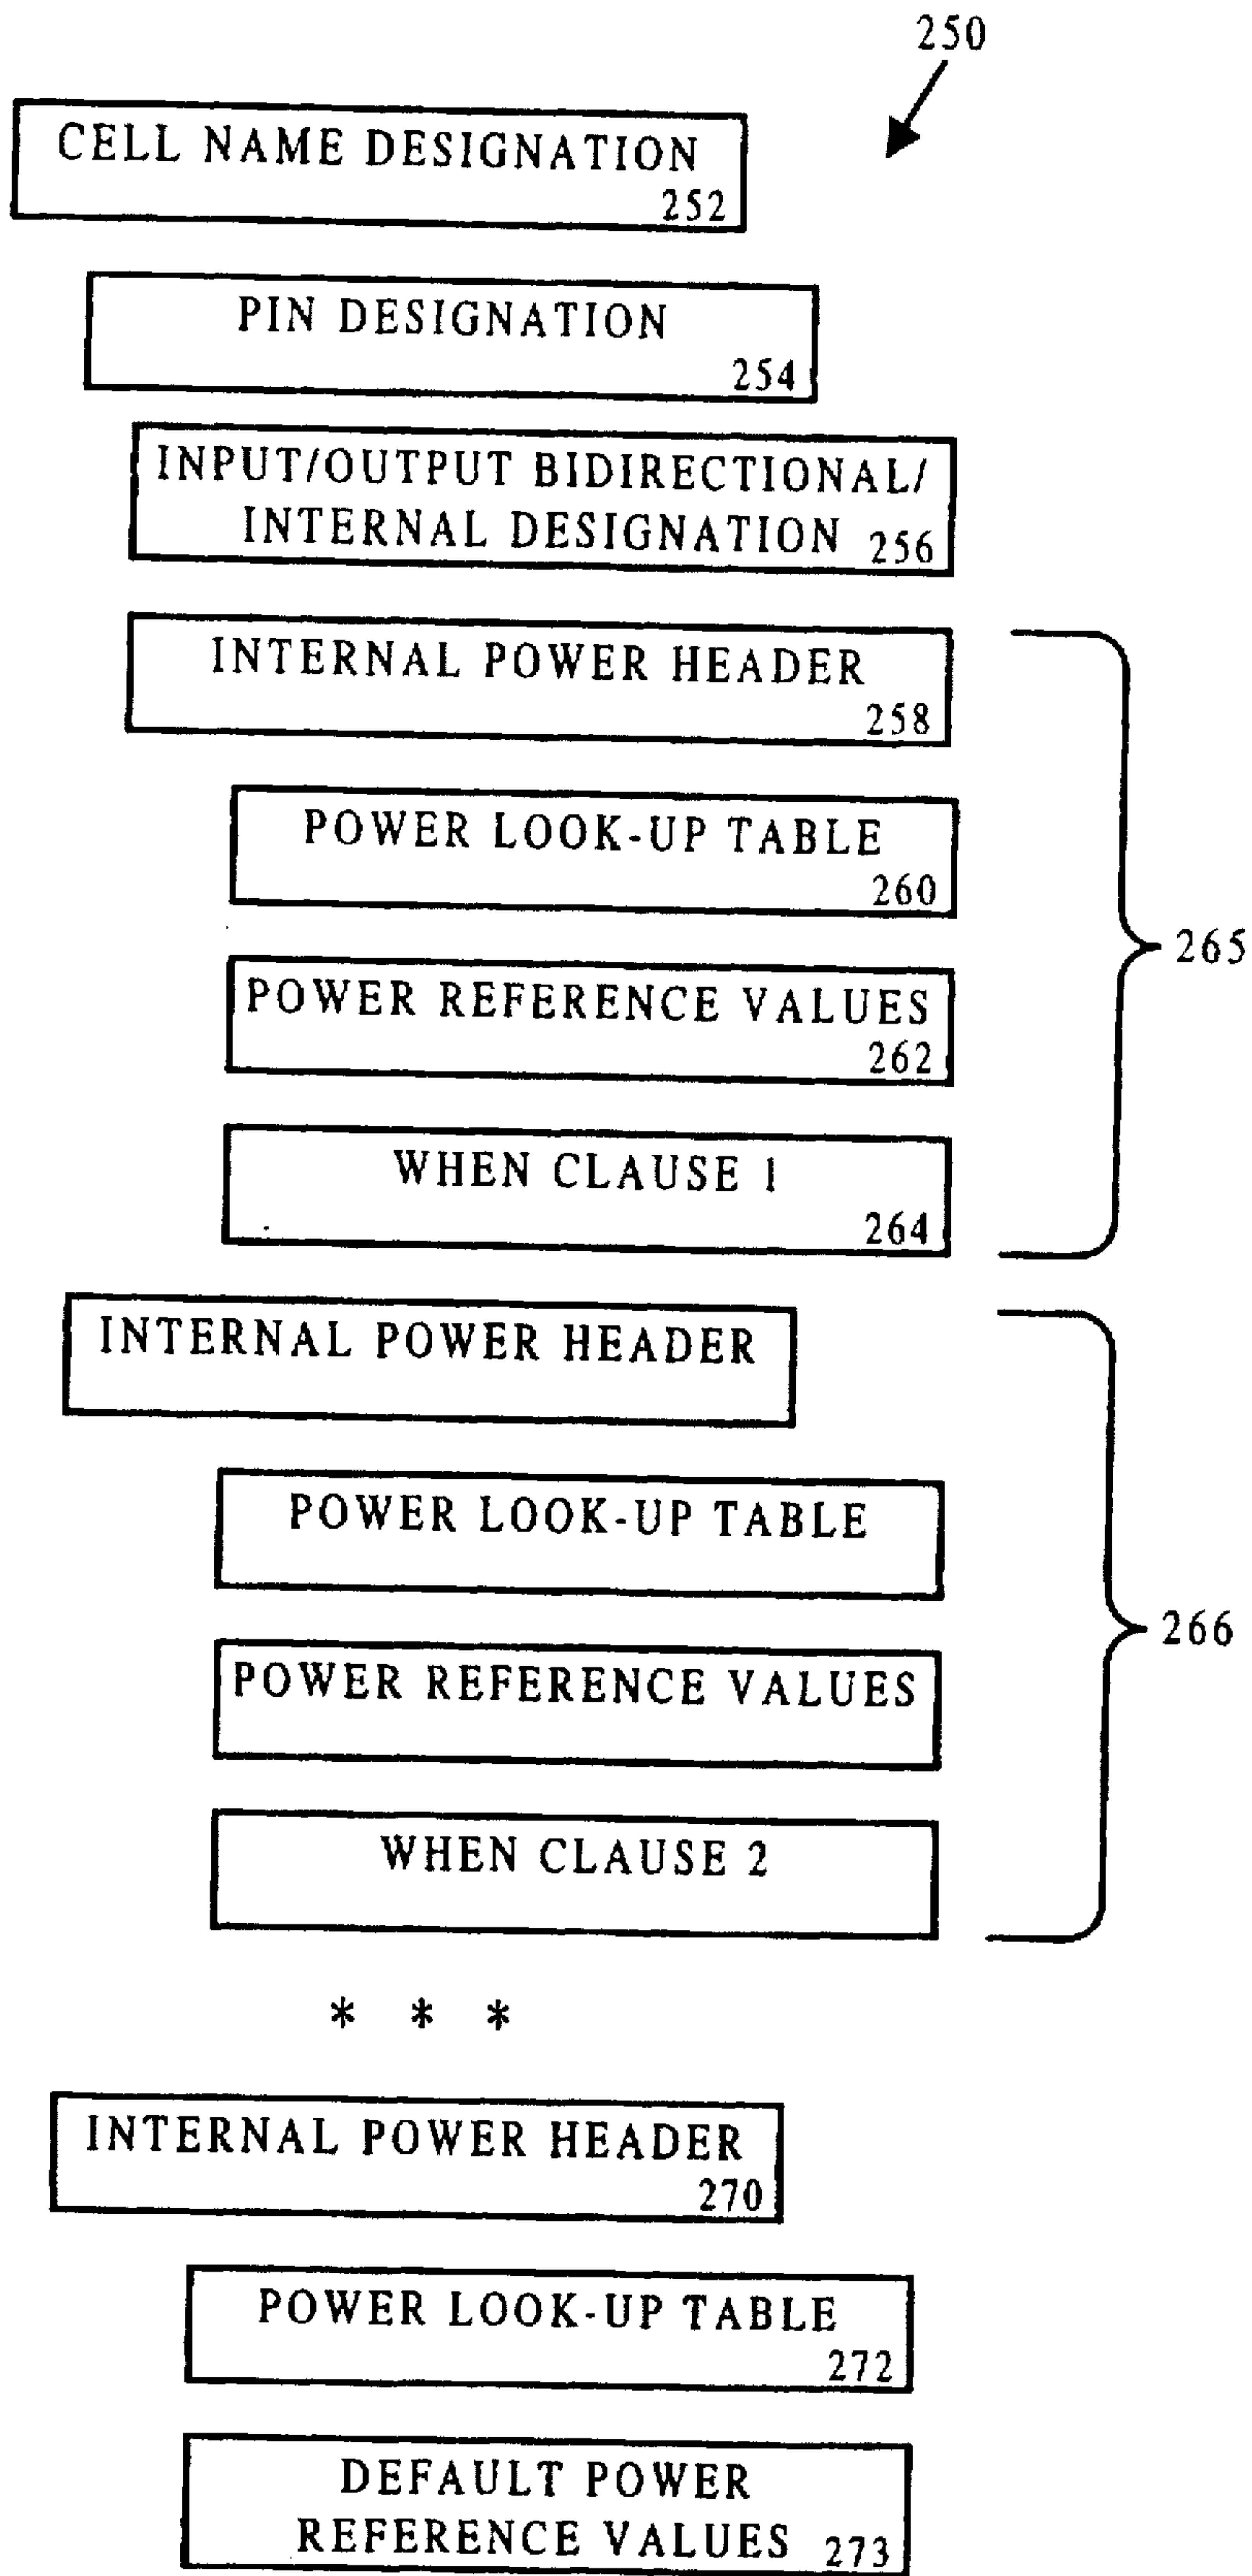 250
CELL NAME DESIGNATION
252
PIN DESIGNATION
254
INPUT/OUTPUT BIDIRECTIONAL/
INTERNAL DESIGNATION 256
INTERNAL POWER HEADER
258
POWER LOOK-UP TABLE
260
265
POWER REFERENCE VALUES
262
WHEN CLAUSE 1
264
INTERNAL POWER HEADER
POWER LOOK-UP TABLE
266
POWER REFERENCE VALUES
WHEN CLAUSE 2
* * *
INTERNAL POWER HEADER
270
POWER LOOK-UP TABLE
272
DEFAULT POWER
REFERENCE VALUES 273